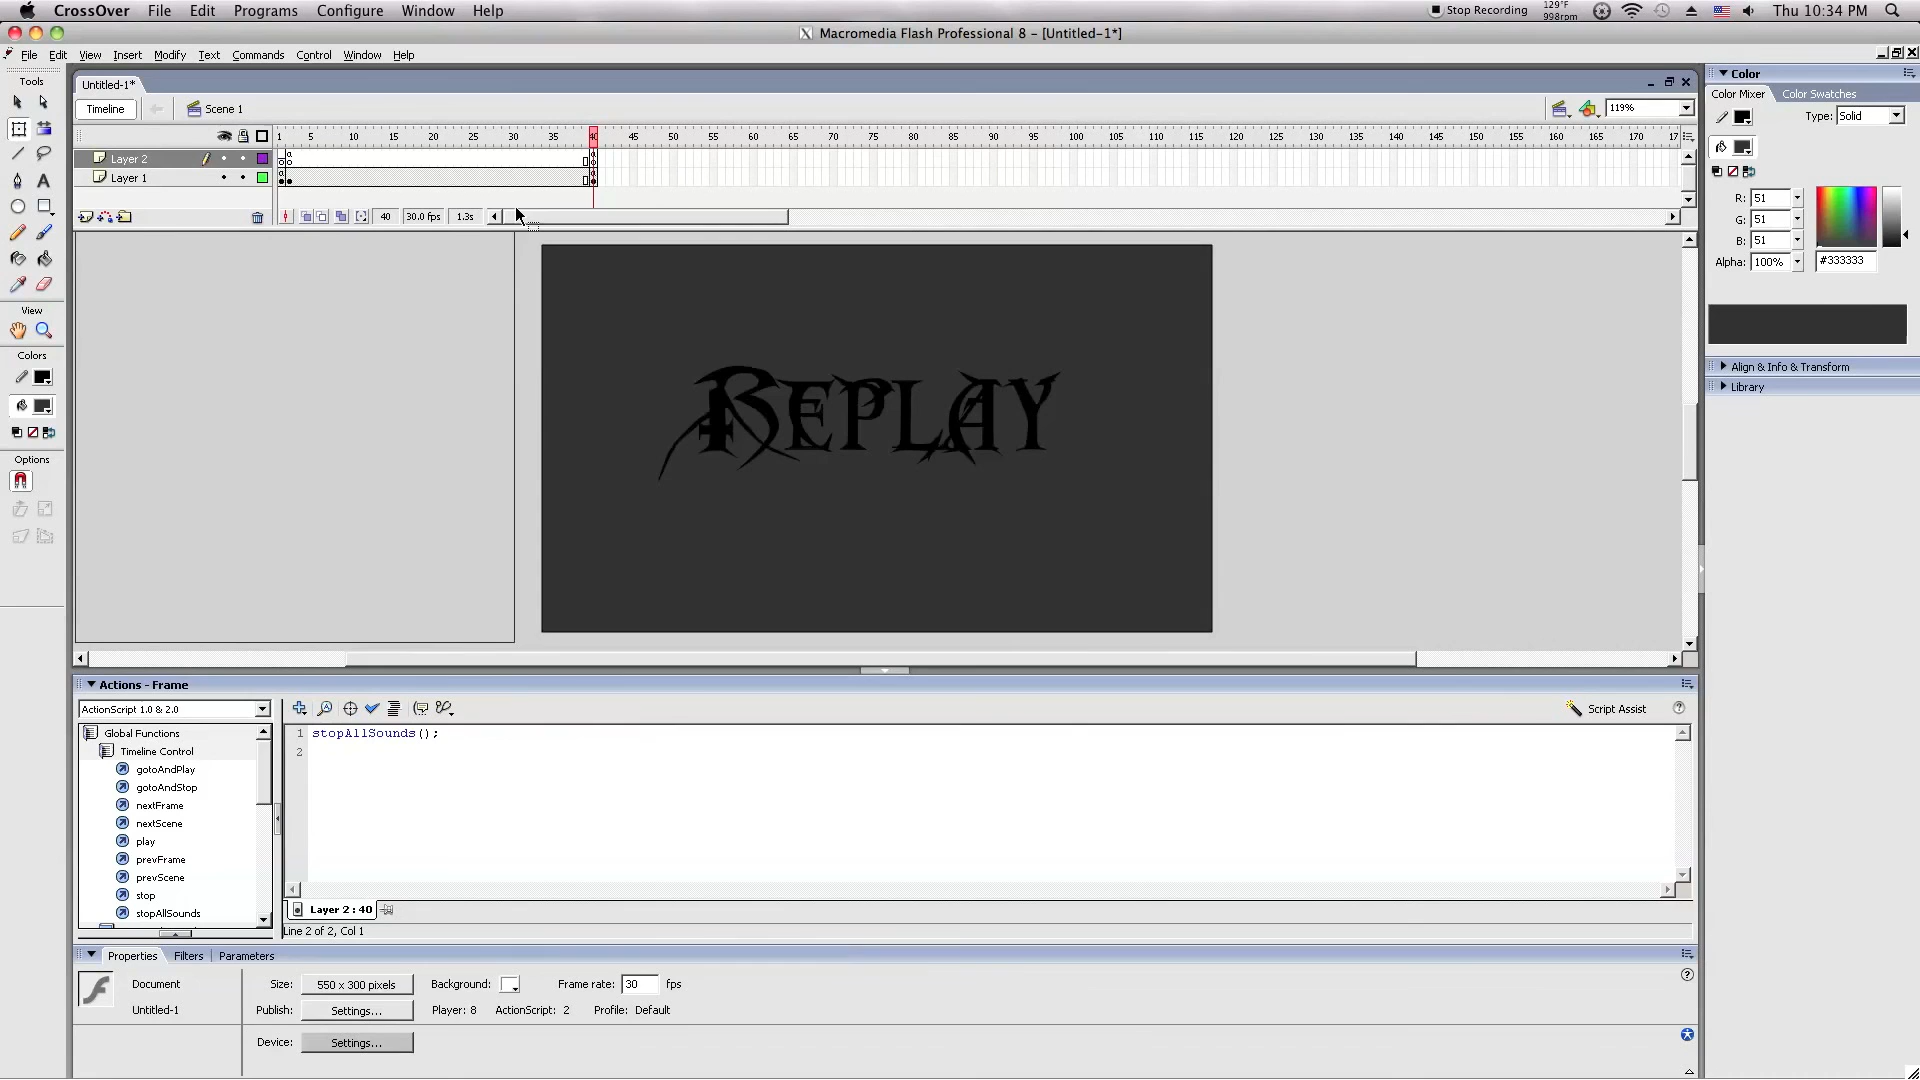 CrossOver File Edit Programs Configure Window Help Stop Recording 129°F 998rpm Thu 10:34 PM
Macromedia Flash Professional 8 - [Untitled-1*]
File Edit View Insert Modify Text Commands Control Window Help
Tools
Untitled-1*
Timeline Scene 1 119%
1 5 10 15 20 25 30 35 40 45 50 55 60 65 70 75 80 85 90 95 100 105 110 115 120 125 130 135 140 145 150 155 160 165 170 17
Layer 2
Layer 1
40 30.0 fps 1.3s
View
Colors
Options
REPLAY
Color
Color Mixer Color Swatches
Type: Solid
R: 51
G: 51
B: 51
Alpha: 100% #333333
Align & Info & Transform
Library
Actions - Frame
ActionScript 1.0 & 2.0
Script Assist
Global Functions
Timeline Control
gotoAndPlay
gotoAndStop
nextFrame
nextScene
play
prevFrame
prevScene
stop
stopAllSounds
1 stopAllSounds();
2
Layer 2 : 40
Line 2 of 2, Col 1
Properties Filters Parameters
Document
Untitled-1
Size: 550 x 300 pixels Background: Frame rate: 30 fps
Publish: Settings... Player: 8 ActionScript: 2 Profile: Default
Device: Settings...